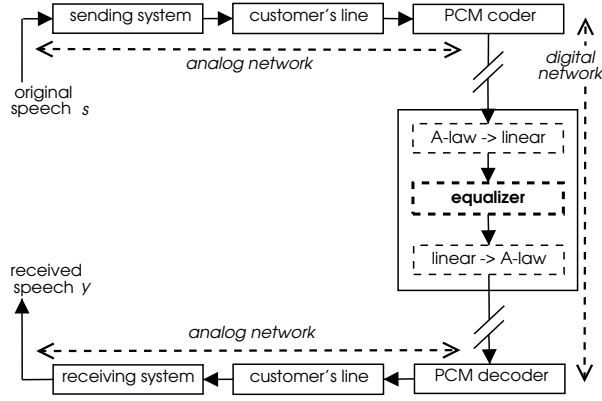 sending system
customer's line
PCM coder
analog network
digital
network
original
speech s
A-law -> linear
equalizer
linear -> A-law
received
speech y
analog network
receiving system
customer's line
PCM decoder